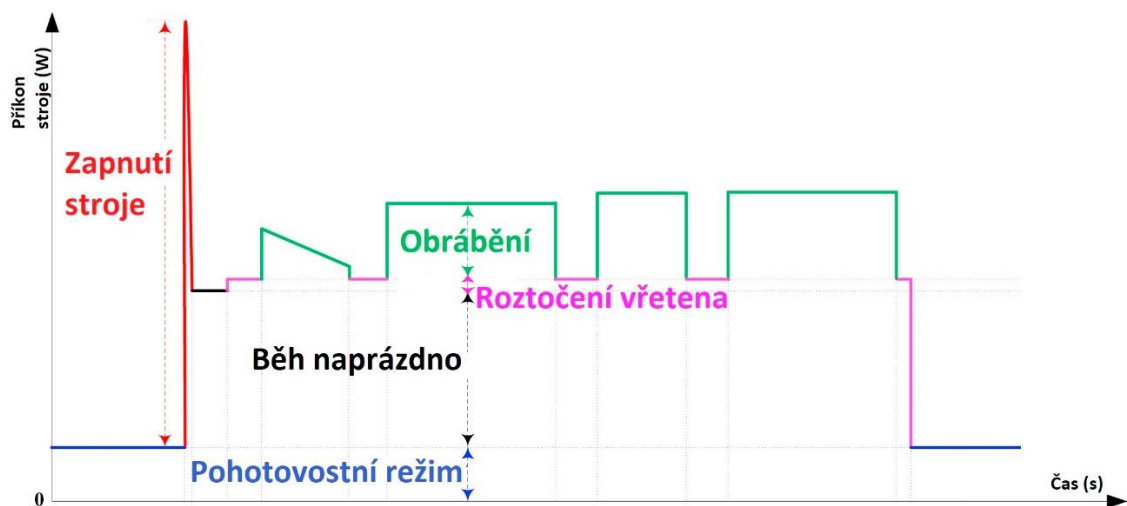 Příkon
stroje (W)
Zapnutí
stroje
Obrábění
Roztočení vřetena
Běh naprázdno
Pohotovostní režim
0
Čas (s)